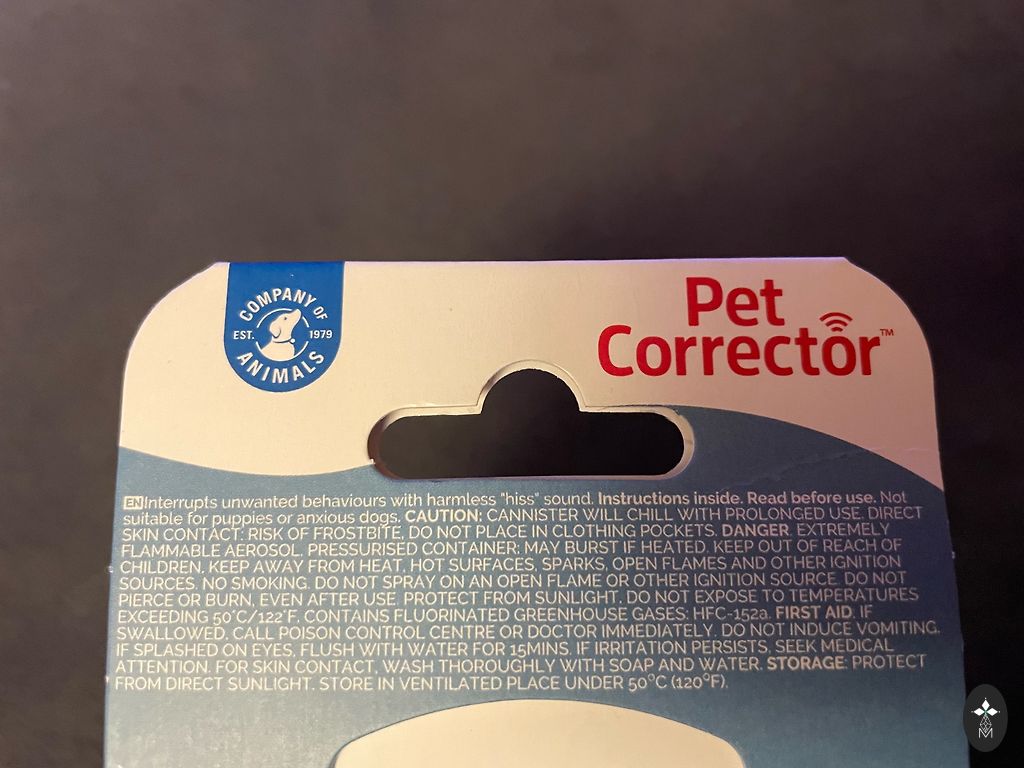 COMPANY OF
EST. 1979
ANIMALS
Pet
Corrector™
EN Interrupts unwanted behaviours with harmless "hiss" sound. Instructions inside. Read before use. Not
suitable for puppies or anxious dogs. CAUTION: CANNISTER WILL CHILL WITH PROLONGED USE. DIRECT
SKIN CONTACT: RISK OF FROSTBITE, DO NOT PLACE IN CLOTHING POCKETS. DANGER: EXTREMELY
FLAMMABLE AEROSOL. PRESSURISED CONTAINER: MAY BURST IF HEATED. KEEP OUT OF REACH OF
CHILDREN. KEEP AWAY FROM HEAT, HOT SURFACES, SPARKS, OPEN FLAMES AND OTHER IGNITION
SOURCES. NO SMOKING. DO NOT SPRAY ON AN OPEN FLAME OR OTHER IGNITION SOURCE. DO NOT
PIERCE OR BURN, EVEN AFTER USE. PROTECT FROM SUNLIGHT. DO NOT EXPOSE TO TEMPERATURES
EXCEEDING 50°C/122°F. CONTAINS FLUORINATED GREENHOUSE GASES: HFC-152a. FIRST AID: IF
SWALLOWED, CALL POISON CONTROL CENTRE OR DOCTOR IMMEDIATELY. DO NOT INDUCE VOMITING.
IF SPLASHED ON EYES, FLUSH WITH WATER FOR 15MINS. IF IRRITATION PERSISTS, SEEK MEDICAL
ATTENTION. FOR SKIN CONTACT, WASH THOROUGHLY WITH SOAP AND WATER. STORAGE: PROTECT
FROM DIRECT SUNLIGHT. STORE IN VENTILATED PLACE UNDER 50°C (120°F).